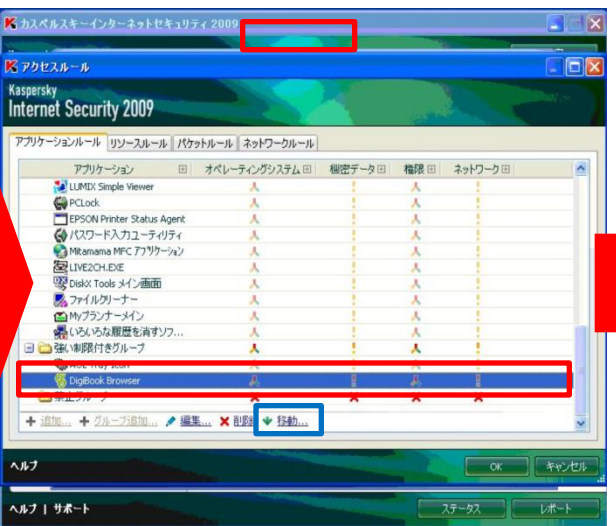 カスペルスキーインターネットセキュリティ 2009
アクセスルール
Kaspersky
Internet Security 2009
アプリケーションルール リソースルール パケットルール ネットワークルール
アプリケーション オペレーティングシステム 機密データ 権限 ネットワーク
LUMIX Simple Viewer
PCLock
EPSON Printer Status Agent
パスワード入力ユーティリティ
Mitamama MFC アプリケーション
LIVE2CH.EXE
DiskX Tools メイン画面
ファイルクリーナー
Myプランナーメイン
いろいろな履歴を消すソフ...
強い制限付きグループ
ACE Tray Icon
DigiBook Browser
禁止グループ
追加... グループ追加... 編集... 削除 移動...
ヘルプ OK キャンセル
ヘルプ | サポート ステータス レポート